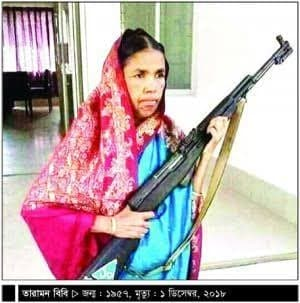 তারামন বিবি ▷ জন্ম : ১৯৫৭, মৃত্যু : ১ ডিসেম্বর, ২০১৮